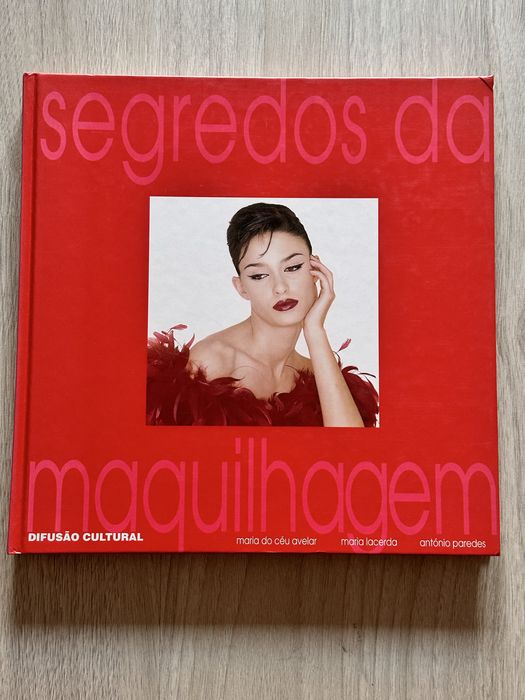 segredos da
maquilhagem
DIFUSÃO CULTURAL
maria do céu avelar maria lacerda antónio paredes